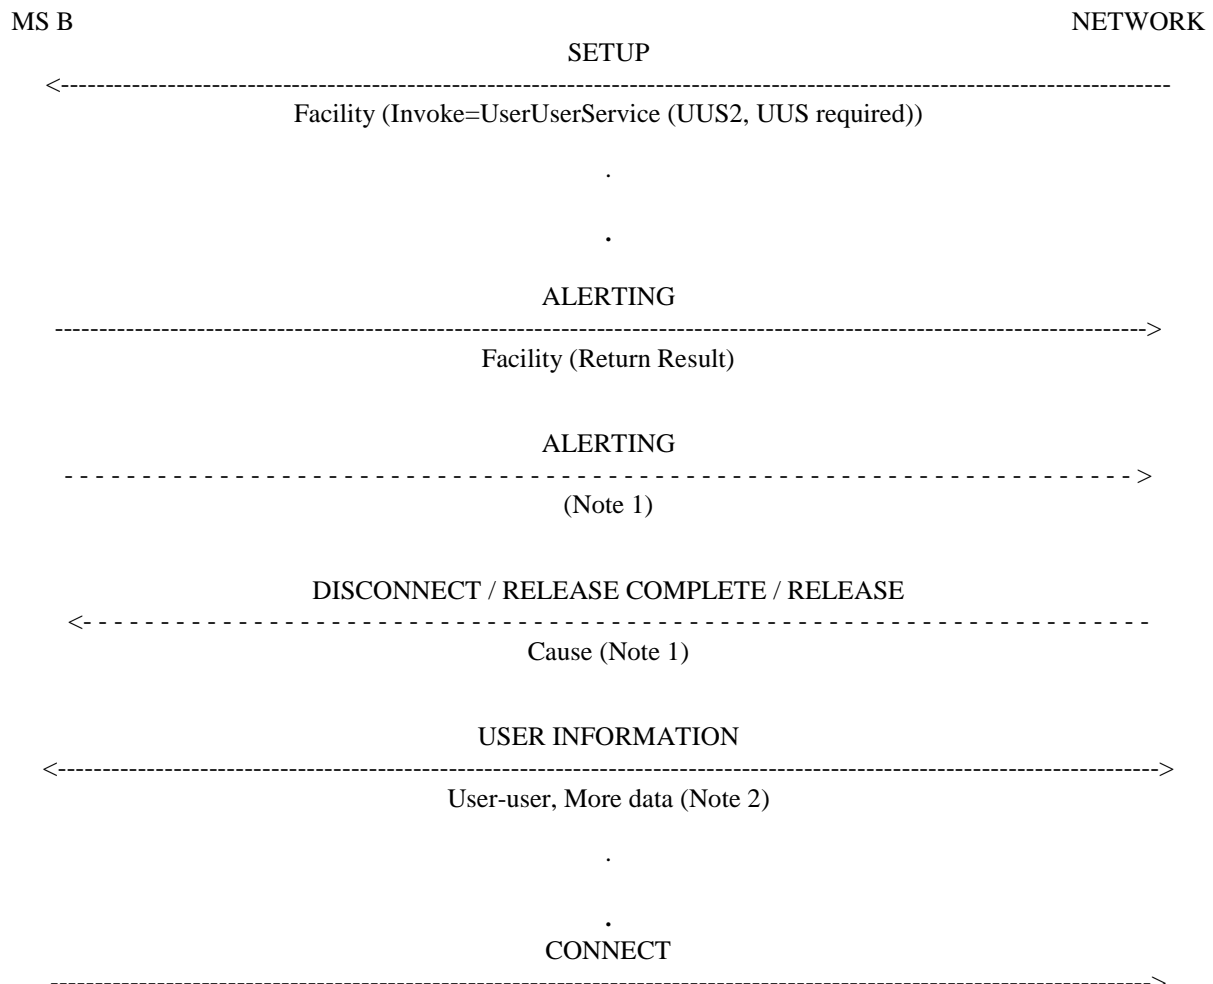 MS B NETWORK
SETUP
<----------------------------------------------------------------------------------------------------------------------------
Facility (Invoke=UserUserService (UUS2, UUS required))
.
.
ALERTING
-------------------------------------------------------------------------------------------------------------------------->
Facility (Return Result)
ALERTING
- - - - - - - - - - - - - - - - - - - - - - - - - - - - - - - - - - - - - - - - - - - - - - - - - - - - - - - - - - - - - - - - - - - - - >
(Note 1)
DISCONNECT / RELEASE COMPLETE / RELEASE
<- - - - - - - - - - - - - - - - - - - - - - - - - - - - - - - - - - - - - - - - - - - - - - - - - - - - - - - - - - - - - - - - - - - - -
Cause (Note 1)
USER INFORMATION
<--------------------------------------------------------------------------------------------------------------------------->
User-user, More data (Note 2)
.
.
CONNECT
--------------------------------------------------------------------------------------------------------------------------->